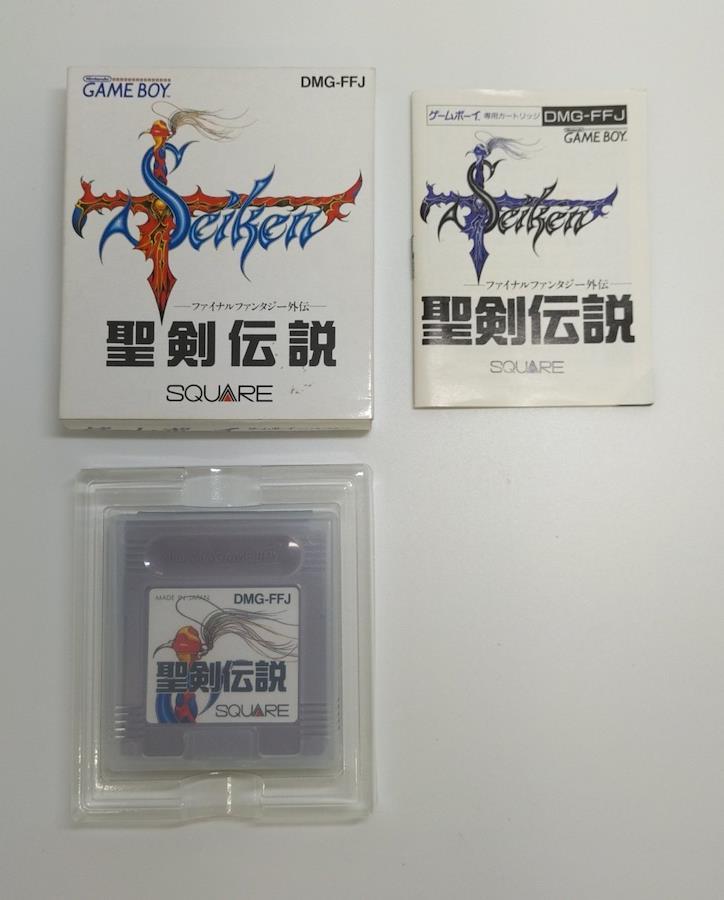 Nintendo
GAME BOY
DMG-FFJ
Seiken
ファイナルファンタジー外伝
聖剣伝説
SQUARE
ゲームボーイ 専用カートリッジ DMG-FFJ
Nintendo
GAME BOY
Seiken
ファイナルファンタジー外伝
聖剣伝説
SQUARE
MADE IN JAPAN
DMG-FFJ
聖剣伝説
SQUARE